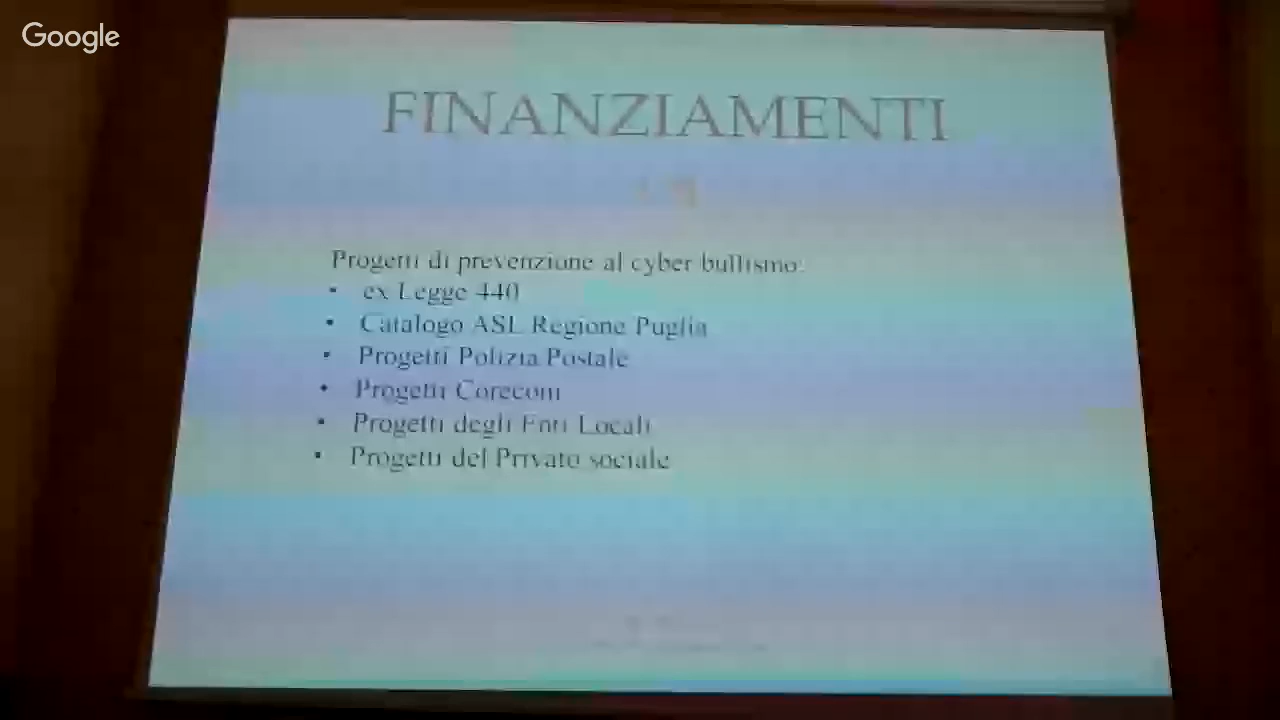 Google
FINANZIAMENTI
Progetti di prevenzione al cyber bullismo:
• ex Legge 440
• Catalogo ASL Regione Puglia
• Progetti Polizia Postale
• Progetti Corecom
• Progetti degli Enti Locali
• Progetti del Privato sociale